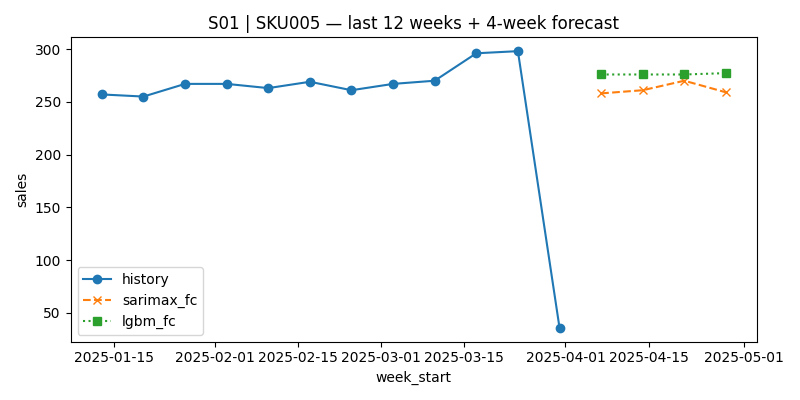 S01 | SKU005 — last 12 weeks + 4-week forecast
sales
300
250
200
150
100
50
history
sarimax_fc
lgbm_fc
2025-01-15 2025-02-01 2025-02-15 2025-03-01 2025-03-15 2025-04-01 2025-04-15 2025-05-01
week_start